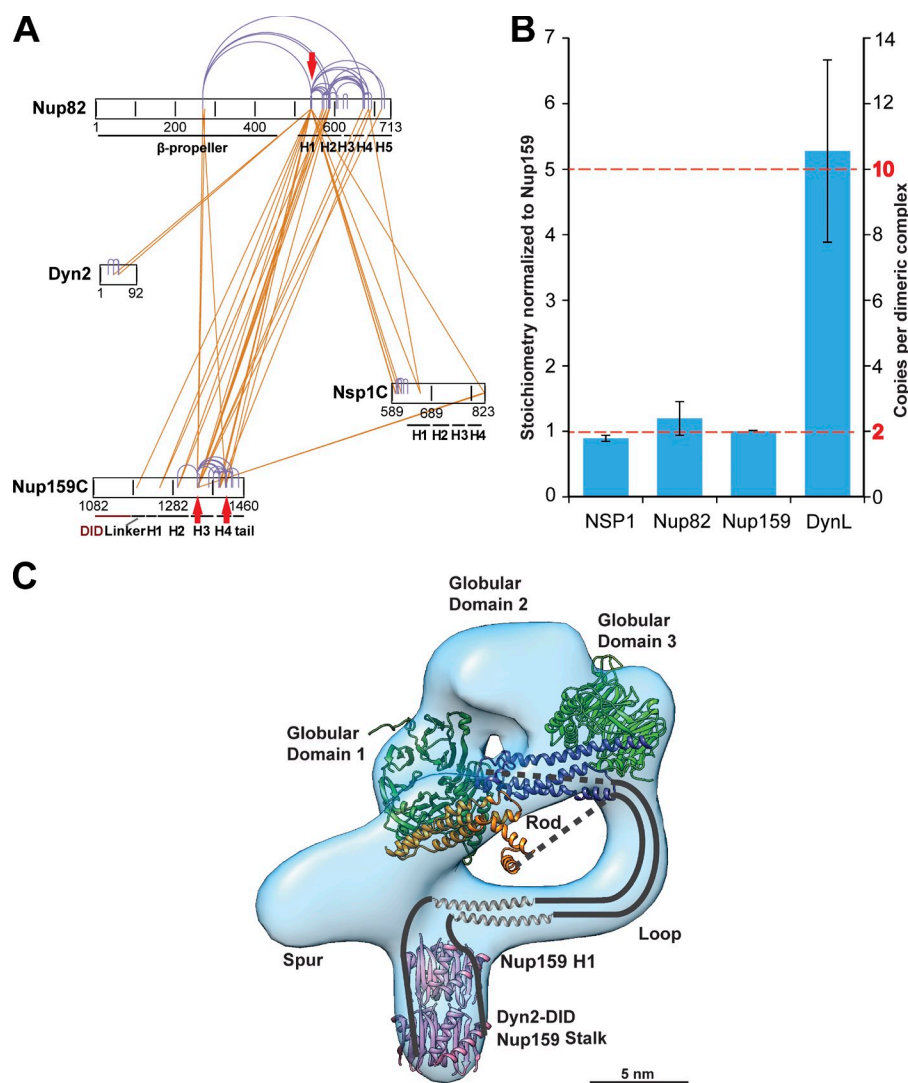 A
Nup82
1 200 400 600 713
β-propeller H1 H2 H3 H4 H5
Dyn2
1 92
Nsp1C
589 689 823
H1 H2 H3 H4
Nup159C
1082 1282 1460
DID Linker H1 H2 H3 H4 tail
B
Stoichiometry normalized to Nup159
7
6
5
4
3
2
1
0
14
12
10
8
6
4
2
0
Copies per dimeric complex
NSP1 Nup82 Nup159 DynL
C
Globular
Domain 2
Globular
Domain 3
Globular
Domain 1
Rod
Loop
Spur
Nup159 H1
Dyn2-DID
Nup159 Stalk
5 nm